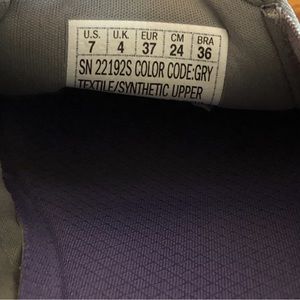 U.S. U.K. EUR CM BRA
7 4 37 24 36
SN 22192S COLOR CODE:GRY
TEXTILE/SYNTHETIC UPPER